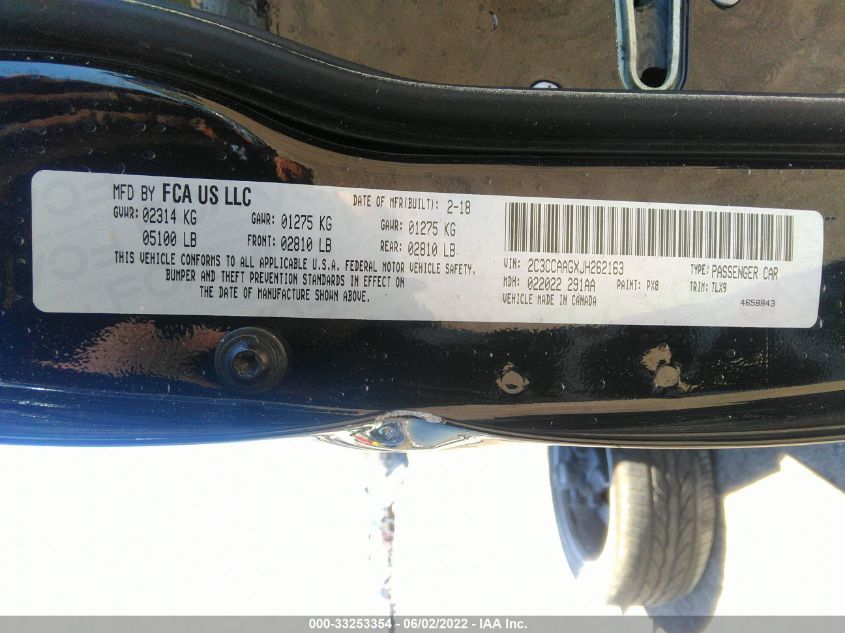 MFD BY FCA US LLC DATE OF MFR(BUILT): 2-18
GVWR: 02314 KG GAWR: 01275 KG GAWR: 01275 KG
05100 LB FRONT: 02810 LB REAR: 02810 LB
THIS VEHICLE CONFORMS TO ALL APPLICABLE U.S.A. FEDERAL MOTOR VEHICLE SAFETY,
BUMPER AND THEFT PREVENTION STANDARDS IN EFFECT ON
THE DATE OF MANUFACTURE SHOWN ABOVE.
VIN: 2C3CCAAGXJH262163 TYPE: PASSENGER CAR
MDH: 022022 291AA PAINT: PX8 TRIM: TLX9
VEHICLE MADE IN CANADA 4658843
000-33253354 - 06/02/2022 - IAA Inc.